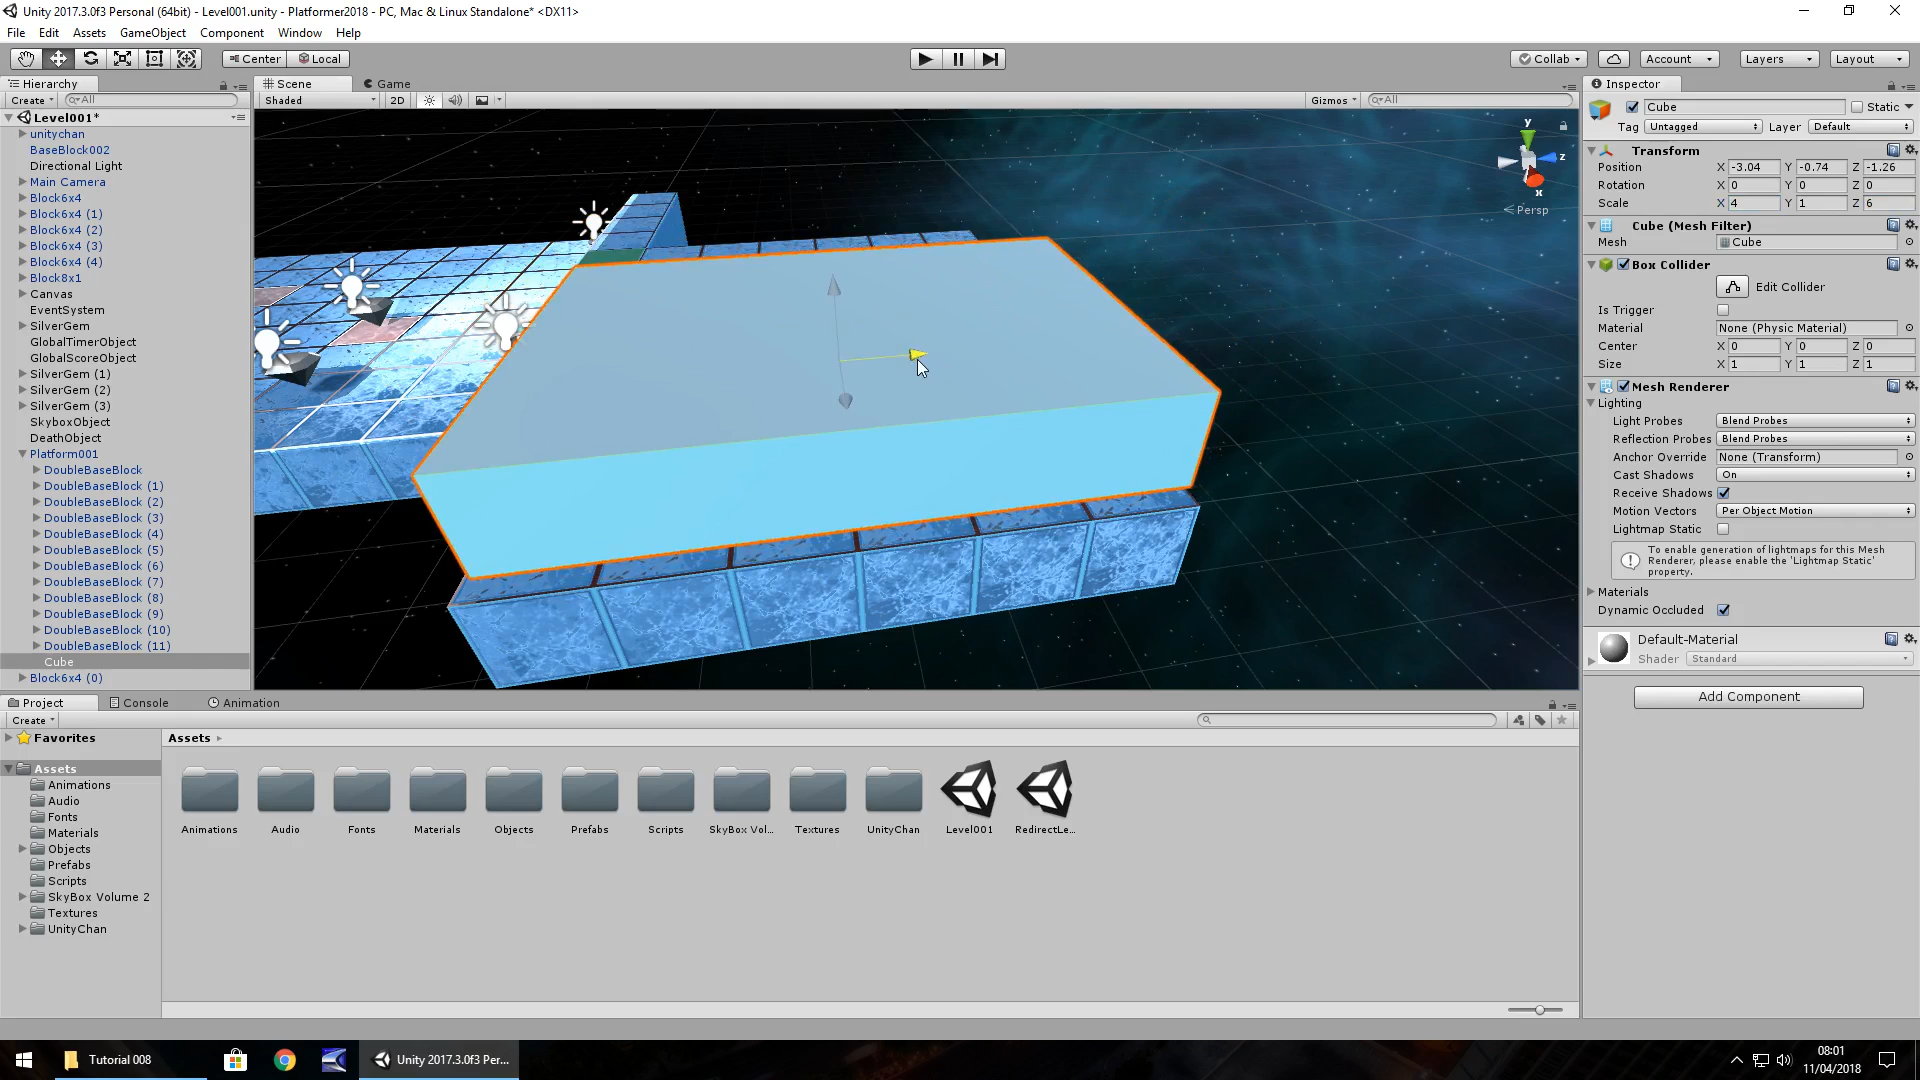 Unity 2017.3.0f3 Personal (64bit) - Level001.unity - Platformer2018 - PC, Mac & Linux Standalone* <DX11>
File Edit Assets GameObject Component Window Help
Center Local
Collab Account Layers Layout
Hierarchy
Create All
Level001*
unitychan
BaseBlock002
Directional Light
Main Camera
Block6x4
Block6x4 (1)
Block6x4 (2)
Block6x4 (3)
Block6x4 (4)
Block8x1
Canvas
EventSystem
SilverGem
GlobalTimerObject
GlobalScoreObject
SilverGem (1)
SilverGem (2)
SilverGem (3)
SkyboxObject
DeathObject
Platform001
DoubleBaseBlock
DoubleBaseBlock (1)
DoubleBaseBlock (2)
DoubleBaseBlock (3)
DoubleBaseBlock (4)
DoubleBaseBlock (5)
DoubleBaseBlock (6)
DoubleBaseBlock (7)
DoubleBaseBlock (8)
DoubleBaseBlock (9)
DoubleBaseBlock (10)
DoubleBaseBlock (11)
Cube
Block6x4 (0)
Scene Game
Shaded 2D Gizmos All
y
z
x
Persp
Inspector
Cube Static
Tag Untagged Layer Default
Transform
Position X -3.04 Y -0.74 Z -1.26
Rotation X 0 Y 0 Z 0
Scale X 4 Y 1 Z 6
Cube (Mesh Filter)
Mesh Cube
Box Collider
Edit Collider
Is Trigger
Material None (Physic Material)
Center X 0 Y 0 Z 0
Size X 1 Y 1 Z 1
Mesh Renderer
Lighting
Light Probes Blend Probes
Reflection Probes Blend Probes
Anchor Override None (Transform)
Cast Shadows On
Receive Shadows
Motion Vectors Per Object Motion
Lightmap Static
To enable generation of lightmaps for this Mesh
Renderer, please enable the 'Lightmap Static'
property.
Materials
Dynamic Occluded
Default-Material
Shader Standard
Add Component
Project Console Animation
Create
Favorites
Assets
Animations
Audio
Fonts
Materials
Objects
Prefabs
Scripts
SkyBox Volume 2
Textures
UnityChan
Assets
Animations Audio Fonts Materials Objects Prefabs Scripts SkyBox Vol... Textures UnityChan Level001 RedirectLe...
Tutorial 008
Unity 2017.3.0f3 Per...
08:01
11/04/2018